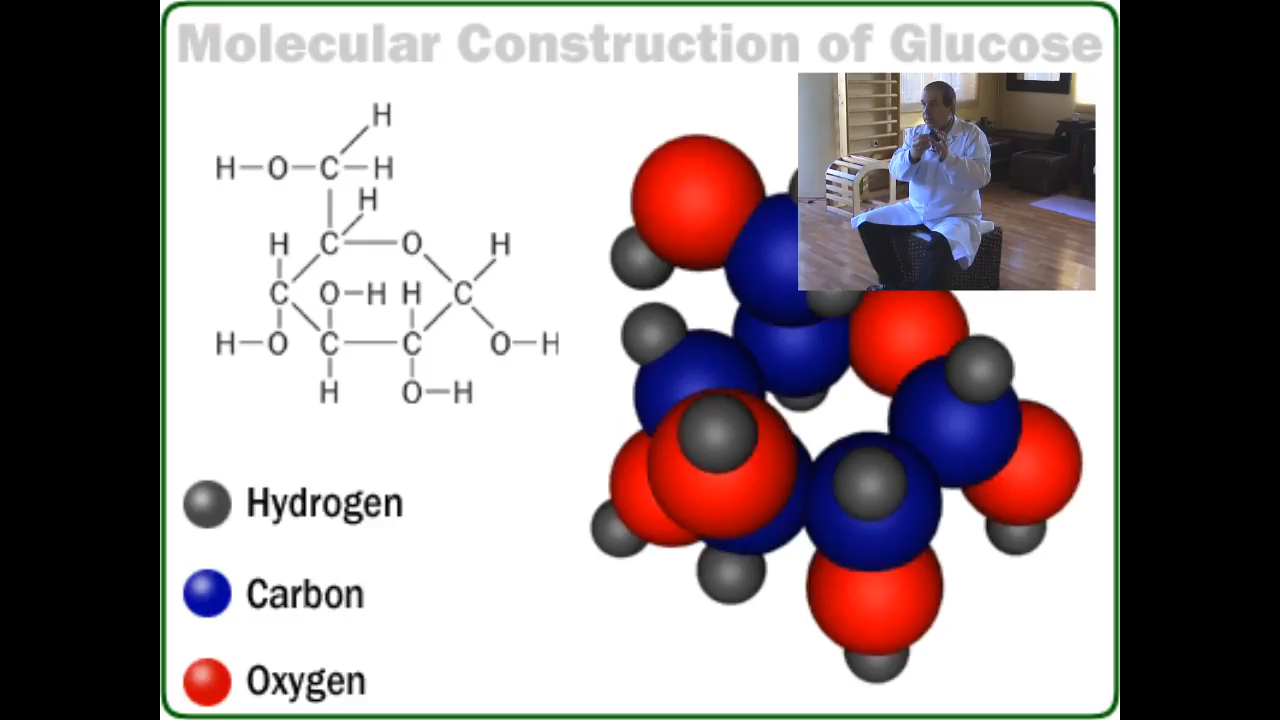 Molecular Construction of Glucose
H
H—O—C—H
H
H C—O H
C O—H H C
H—O C—C O—H
H O—H
Hydrogen
Carbon
Oxygen